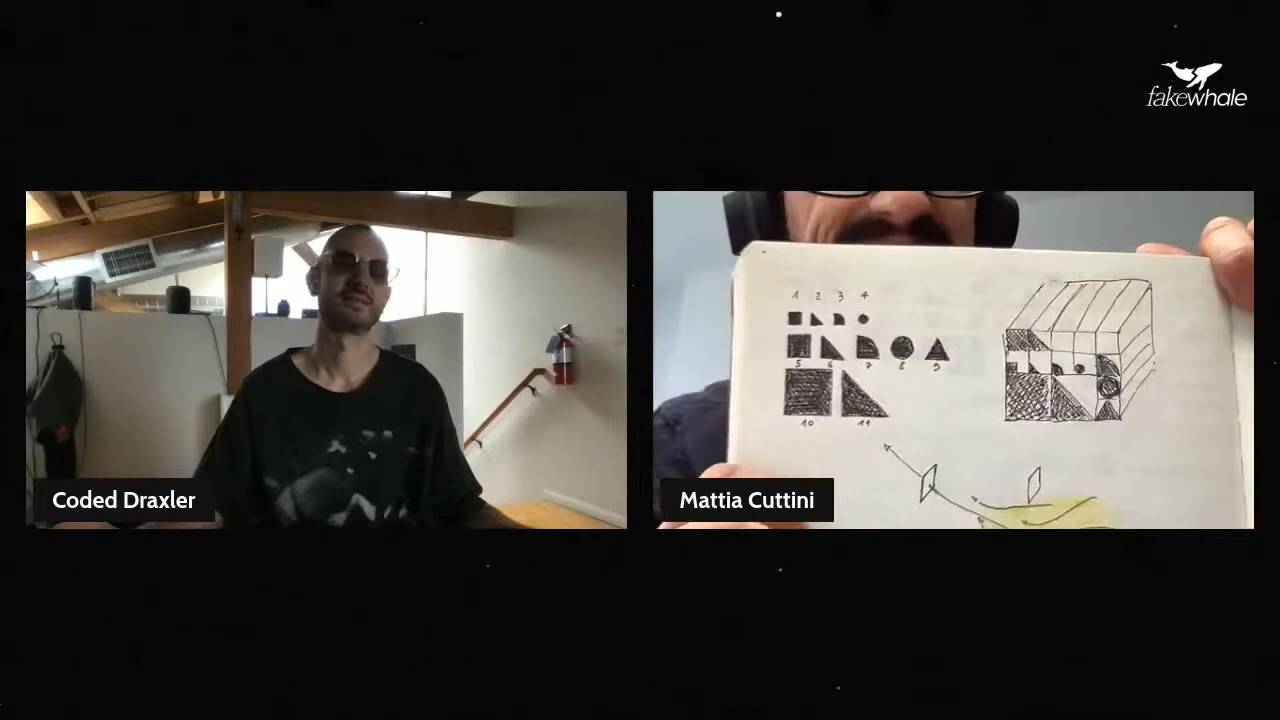 fakewhale
1 2 3 4
5 6 7 8 9
10 11
Coded Draxler
Mattia Cuttini